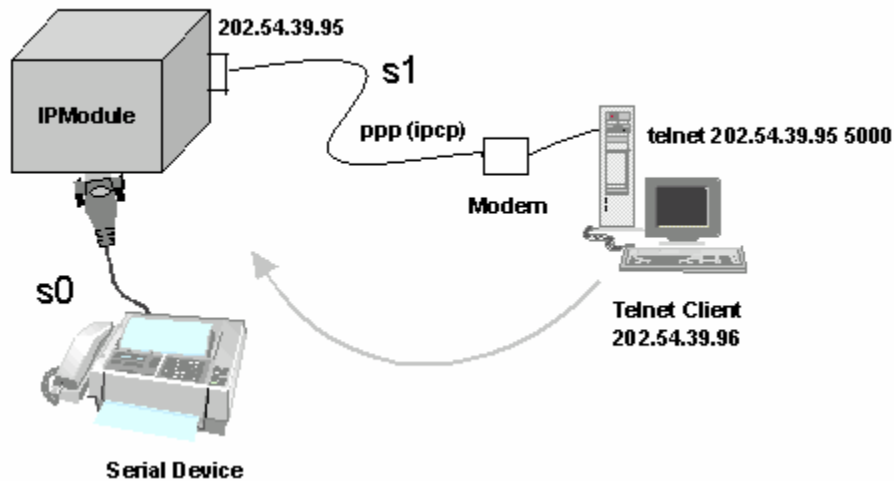 202.54.39.95
s1
IPModule
ppp (ipcp)
telnet 202.54.39.95 5000
Modem
s0
Telnet Client
202.54.39.96
Serial Device